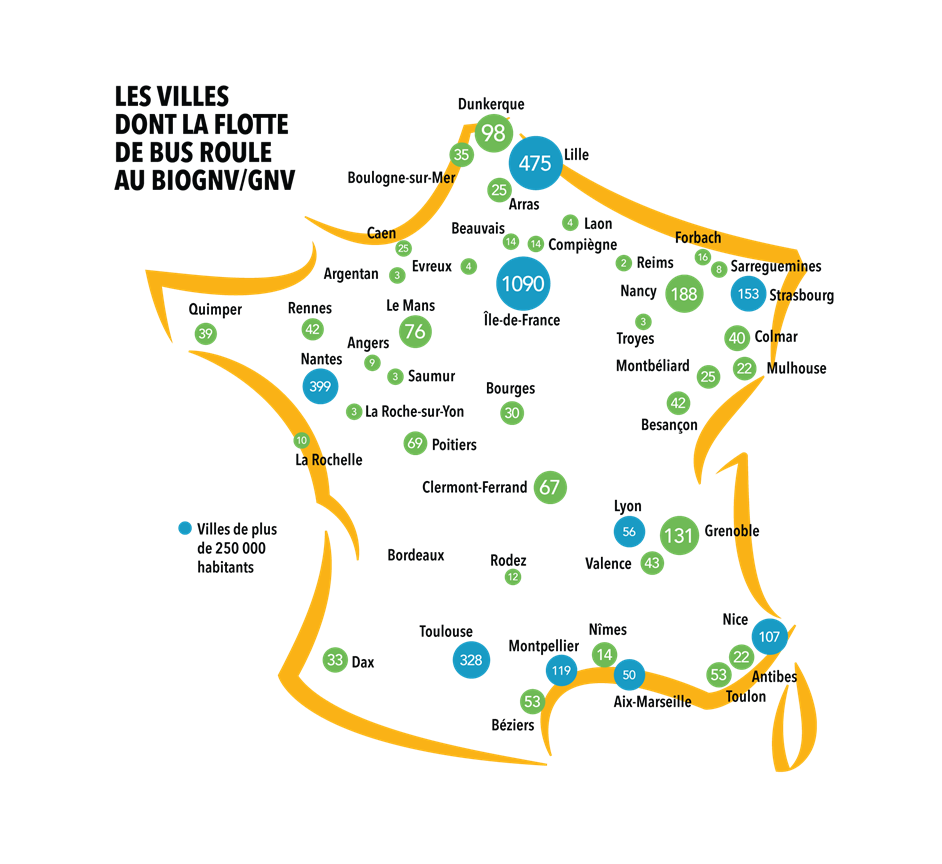 LES VILLES
DONT LA FLOTTE
DE BUS ROULE
AU BIOGNV/GNV
Dunkerque
98
35
475
Lille
Boulogne-sur-Mer
25
Arras
4
Laon
Caen
25
Beauvais
14
14
Compiègne
Forbach
16
Argentan
3
Evreux
4
2
Reims
8
Sarreguemines
1090
Île-de-France
Nancy
188
153
Strasbourg
Quimper
39
Rennes
42
Le Mans
76
3
Troyes
40
Colmar
Angers
9
Nantes
399
3
Saumur
Montbéliard
25
22
Mulhouse
Bourges
30
42
Besançon
3
La Roche-sur-Yon
10
La Rochelle
69
Poitiers
Clermont-Ferrand
67
Villes de plus
de 250 000
habitants
Lyon
56
131
Grenoble
Bordeaux
Rodez
12
Valence
43
Toulouse
328
Montpellier
119
Nîmes
14
Nice
107
33
Dax
50
Aix-Marseille
22
Antibes
53
Toulon
53
Béziers